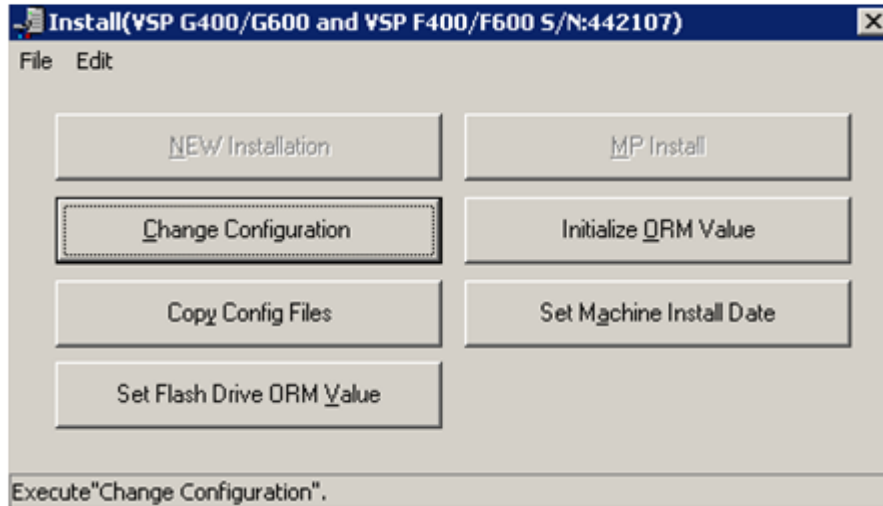 Install(VSP G400/G600 and VSP F400/F600 S/N:442107)
File Edit
NEW Installation
MP Install
Change Configuration
Initialize ORM Value
Copy Config Files
Set Machine Install Date
Set Flash Drive ORM Value
Execute"Change Configuration".